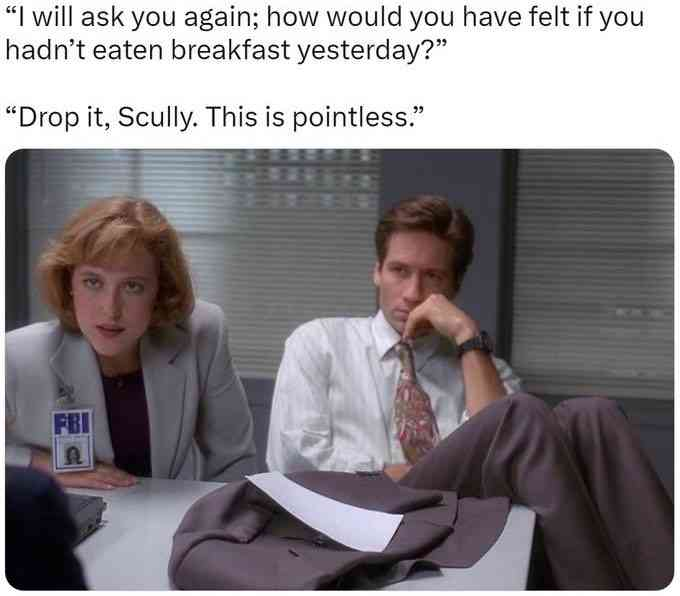 “I will ask you again; how would you have felt if you
hadn’t eaten breakfast yesterday?”
“Drop it, Scully. This is pointless.”
FBI